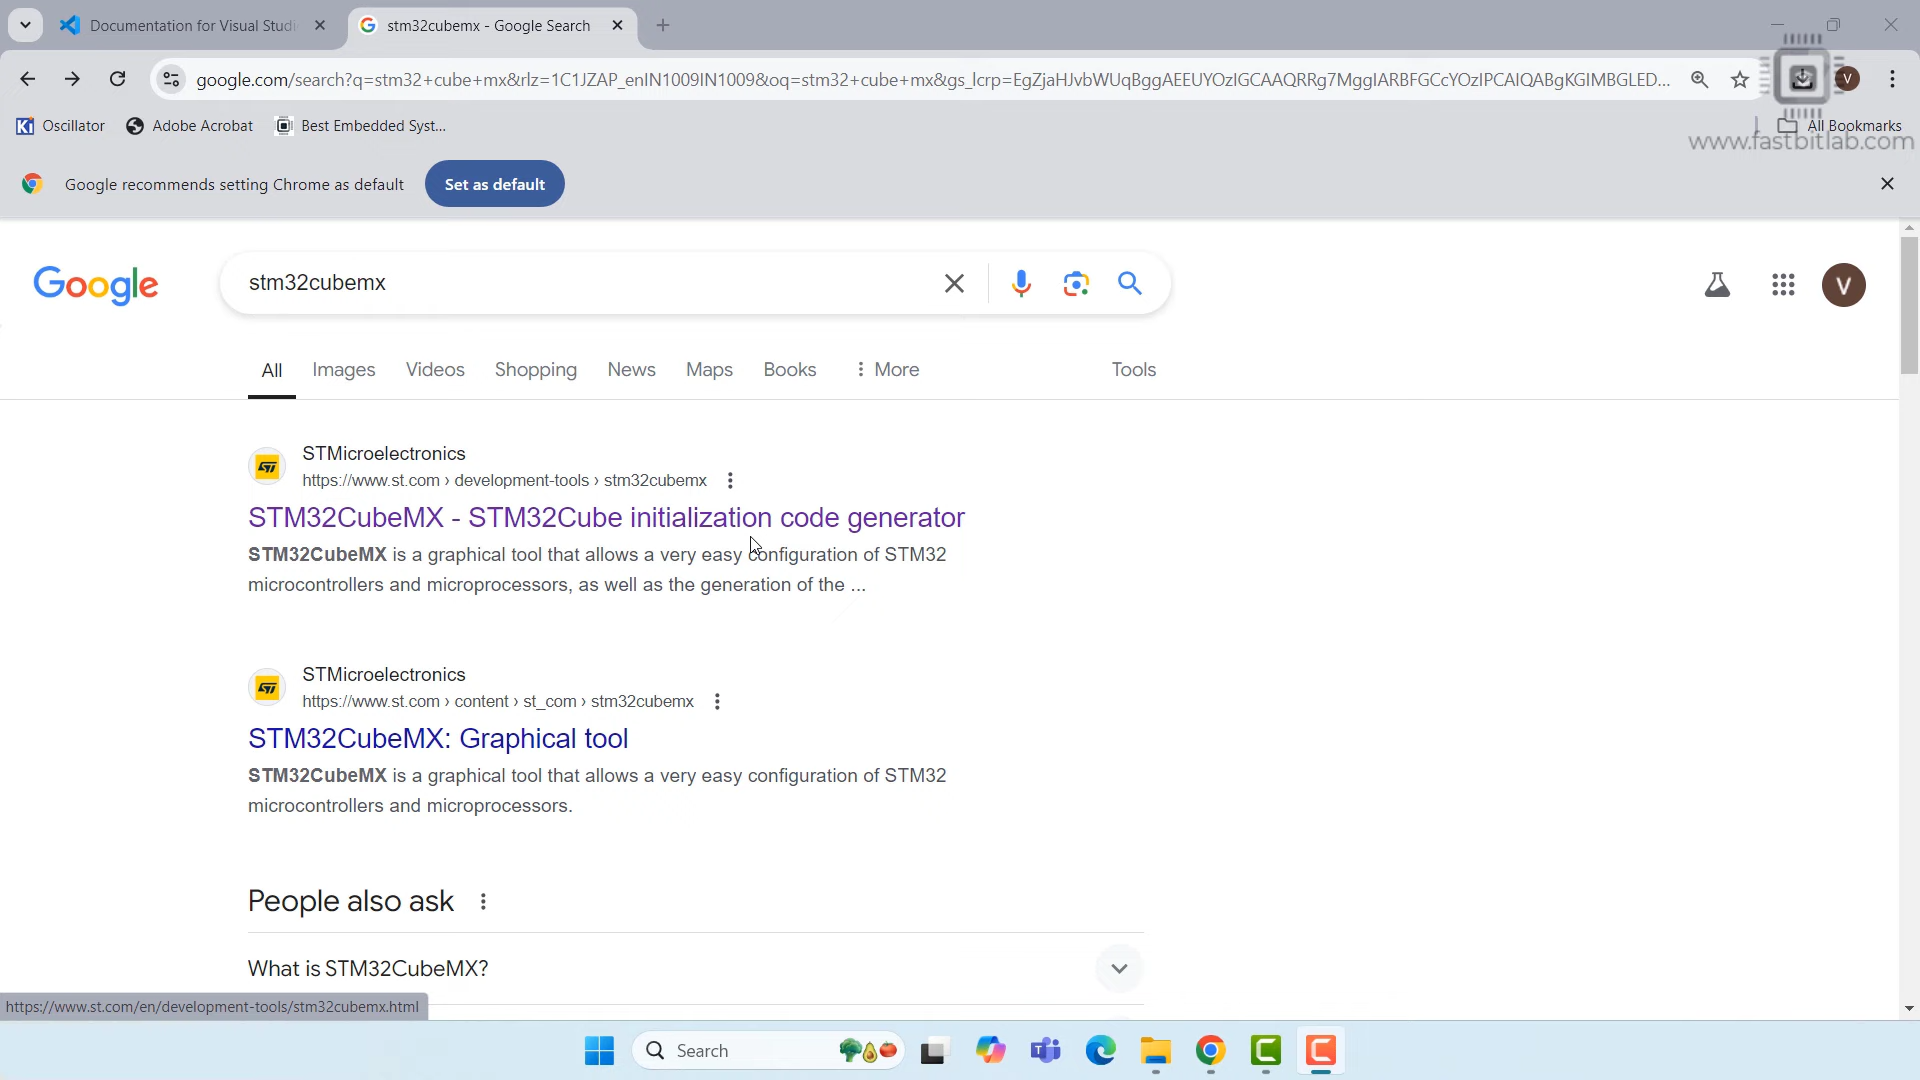 Documentation for Visual Studi
stm32cubemx - Google Search
google.com/search?q=stm32+cube+mx&rlz=1C1JZAP_enIN1009IN1009&oq=stm32+cube+mx&gs_lcrp=EgZjaHJvbWUqBggAEEUYOzIGCAAQRRg7MggIARBFGCcYOzIPCAIQABgKGIMBGLED...
V
Oscillator
Adobe Acrobat
Best Embedded Syst...
All Bookmarks
www.fastbitlab.com
Google recommends setting Chrome as default
Set as default
Google
stm32cubemx
V
All
Images
Videos
Shopping
News
Maps
Books
More
Tools
STMicroelectronics
https://www.st.com › development-tools › stm32cubemx
STM32CubeMX - STM32Cube initialization code generator
STM32CubeMX is a graphical tool that allows a very easy configuration of STM32
microcontrollers and microprocessors, as well as the generation of the ...
STMicroelectronics
https://www.st.com › content › st_com › stm32cubemx
STM32CubeMX: Graphical tool
STM32CubeMX is a graphical tool that allows a very easy configuration of STM32
microcontrollers and microprocessors.
People also ask
What is STM32CubeMX?
https://www.st.com/en/development-tools/stm32cubemx.html
Search